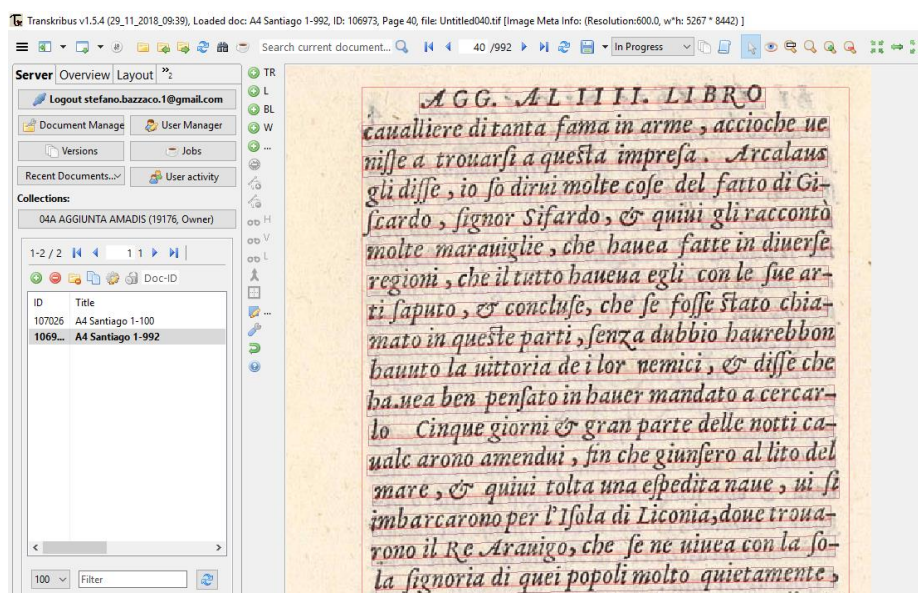 Transkribus v1.5.4 (29_11_2018_09:39), Loaded doc: A4 Santiago 1-992, ID: 106973, Page 40, file: Untitled040.tif [Image Meta Info: (Resolution:600.0, w*h: 5267 * 8442) ]
Search current document... 40 /992 In Progress
Server Overview Layout »2
Logout stefano.bazzaco.1@gmail.com
Document Manage User Manager
Versions Jobs
Recent Documents... User activity
Collections:
04A AGGIUNTA AMADIS (19176, Owner)
1-2 / 2 1 1
Doc-ID
ID Title
107026 A4 Santiago 1-100
1069... A4 Santiago 1-992
100 Filter
TR
L
BL
W
...
H
V
L
...
AGG. AL IIII. LIBRO
caualliere di tanta fama in arme, accioche ue
niſſe a trouarſi a queſta impreſa. Arcalaus
gli diſſe, io ſo dirui molte coſe del fatto di Gi-
ſcardo, ſignor Sifardo, & quiui gli raccontò
molte marauiglie, che hauea fatte in diuerſe
regioni, che il tutto haueua egli con le ſue ar-
ti ſaputo, & concluſe, che ſe foſſe ſtato chia-
mato in queſte parti, ſenza dubbio haurebbon
hauuto la uittoria de i lor nemici, & diſſe che
ha.uea ben penſato in hauer mandato a cercar-
lo Cinque giorni & gran parte delle notti ca-
ualc arono amendui, fin che giunſero al lito del
mare, & quiui tolta una eſpedita naue, ui ſi
imbarcarono per l'Iſola di Liconia, doue troua-
rono il Re Arauigo, che ſe ne uiuea con la ſo-
la ſignoria di quei popoli molto quietamente,